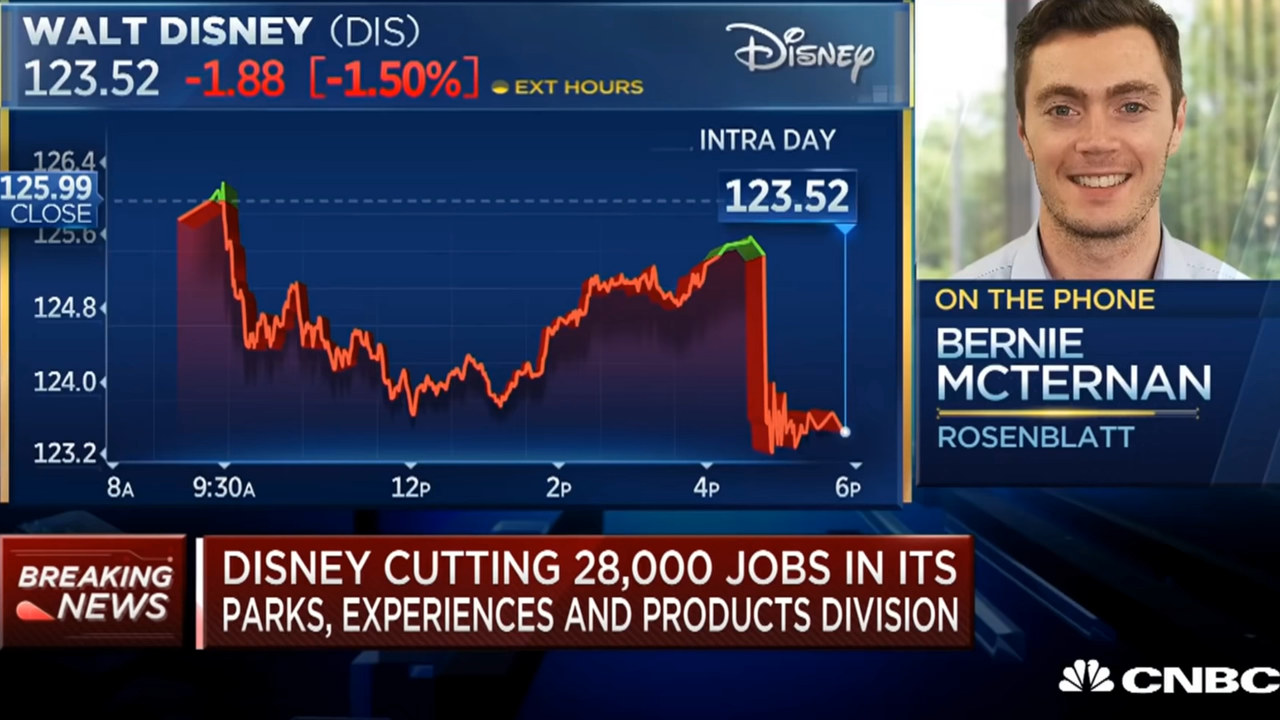 WALT DISNEY (DIS)
123.52 -1.88 [-1.50%] EXT HOURS
Disney
INTRA DAY
126.4
125.99
CLOSE
125.6
124.8
124.0
123.2
123.52
8A 9:30A 12P 2P 4P 6P
ON THE PHONE
BERNIE
MCTERNAN
ROSENBLATT
BREAKING
NEWS
DISNEY CUTTING 28,000 JOBS IN ITS
PARKS, EXPERIENCES AND PRODUCTS DIVISION
CNBC